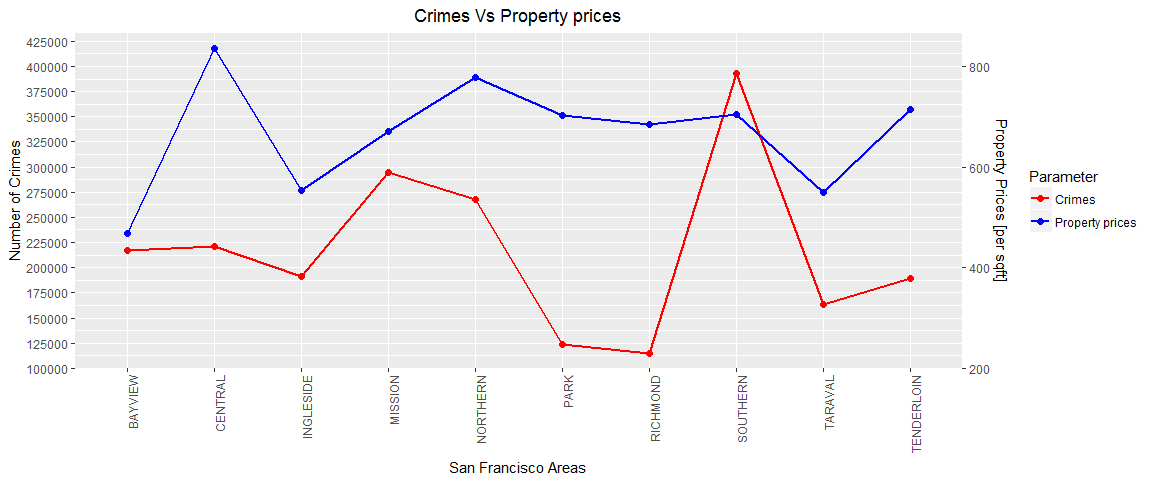 Crimes Vs Property prices
Number of Crimes
425000
400000
375000
350000
325000
300000
275000
250000
225000
200000
175000
150000
125000
100000
800
600
400
200
Property Prices [per sqft]
BAYVIEW
CENTRAL
INGLESIDE
MISSION
NORTHERN
PARK
RICHMOND
SOUTHERN
TARAVAL
TENDERLOIN
San Francisco Areas
Parameter
Crimes
Property prices